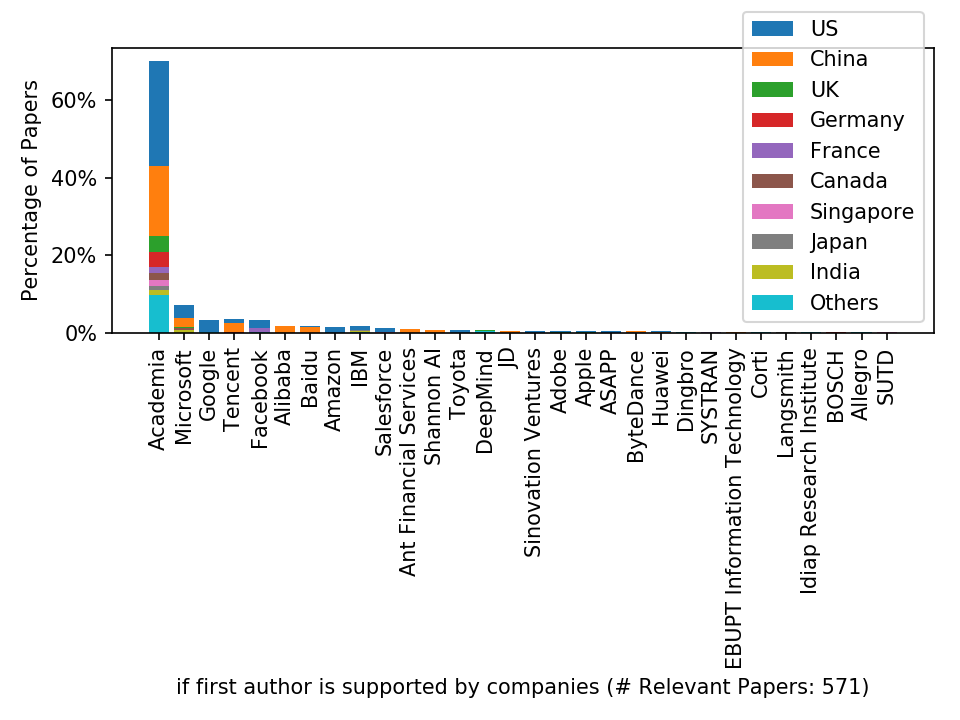 US
China
UK
Germany
France
Canada
Singapore
Japan
India
Others
Percentage of Papers
60%
40%
20%
0%
Academia
Microsoft
Google
Tencent
Facebook
Alibaba
Baidu
Amazon
IBM
Salesforce
Ant Financial Services
Shannon AI
Toyota
DeepMind
JD
Sinovation Ventures
Adobe
Apple
ASAPP
ByteDance
Huawei
Dingbro
SYSTRAN
EBUPT Information Technology
Corti
Langsmith
Idiap Research Institute
BOSCH
Allegro
SUTD
if first author is supported by companies (# Relevant Papers: 571)